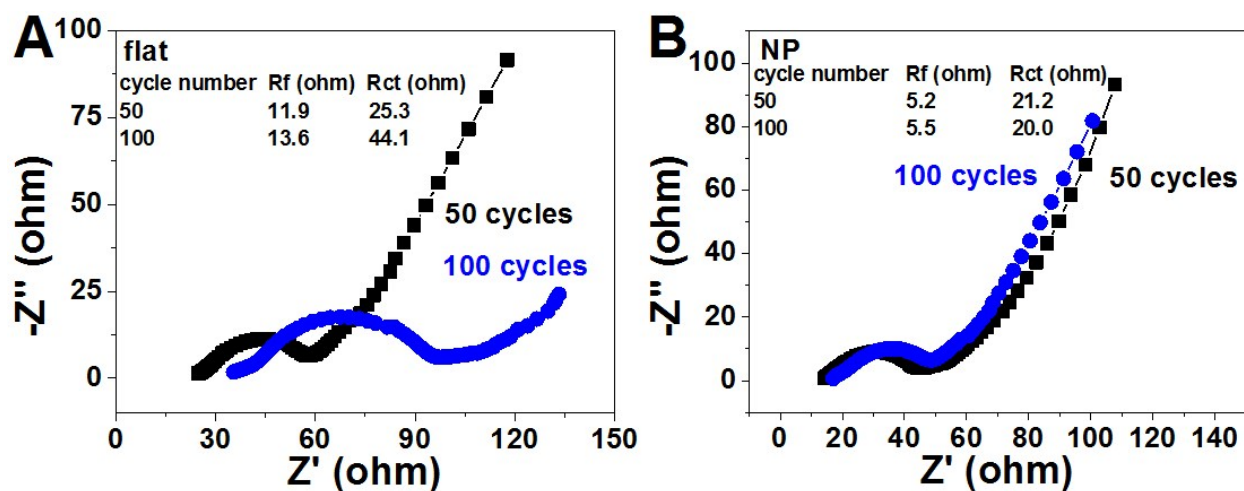 A
flat
cycle number Rf (ohm) Rct (ohm)
50 11.9 25.3
100 13.6 44.1
50 cycles
100 cycles
100
75
50
25
0
-Z'' (ohm)
0 30 60 90 120 150
Z' (ohm)
B
NP
cycle number Rf (ohm) Rct (ohm)
50 5.2 21.2
100 5.5 20.0
100 cycles
50 cycles
100
80
60
40
20
0
-Z'' (ohm)
0 20 40 60 80 100 120 140
Z' (ohm)